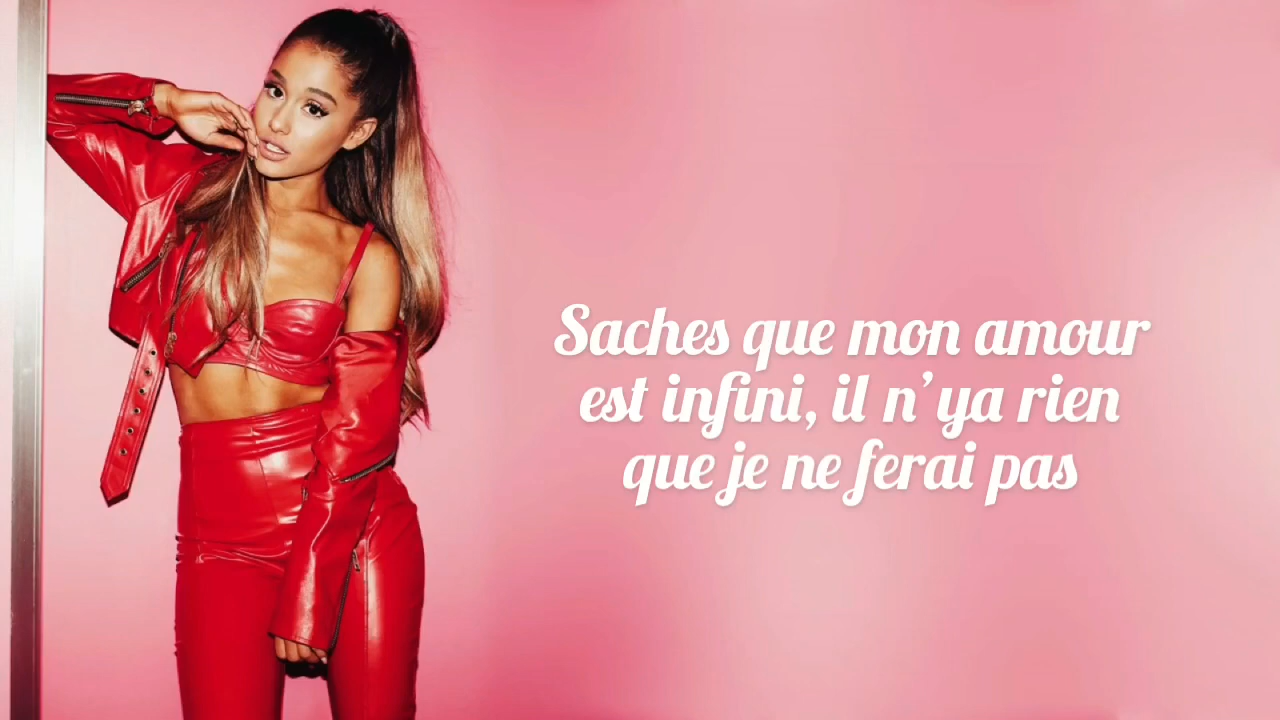 Saches que mon amour
est infini, il n'ya rien
que je ne ferai pas